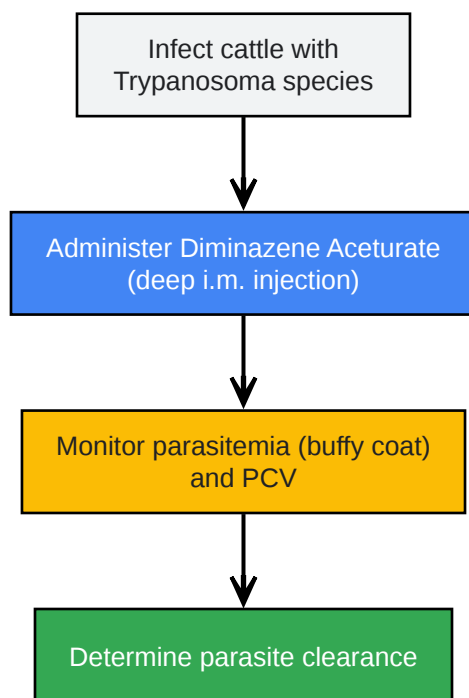 Infect cattle with
Trypanosoma species
Administer Diminazene Aceturate
(deep i.m. injection)
Monitor parasitemia (buffy coat)
and PCV
Determine parasite clearance